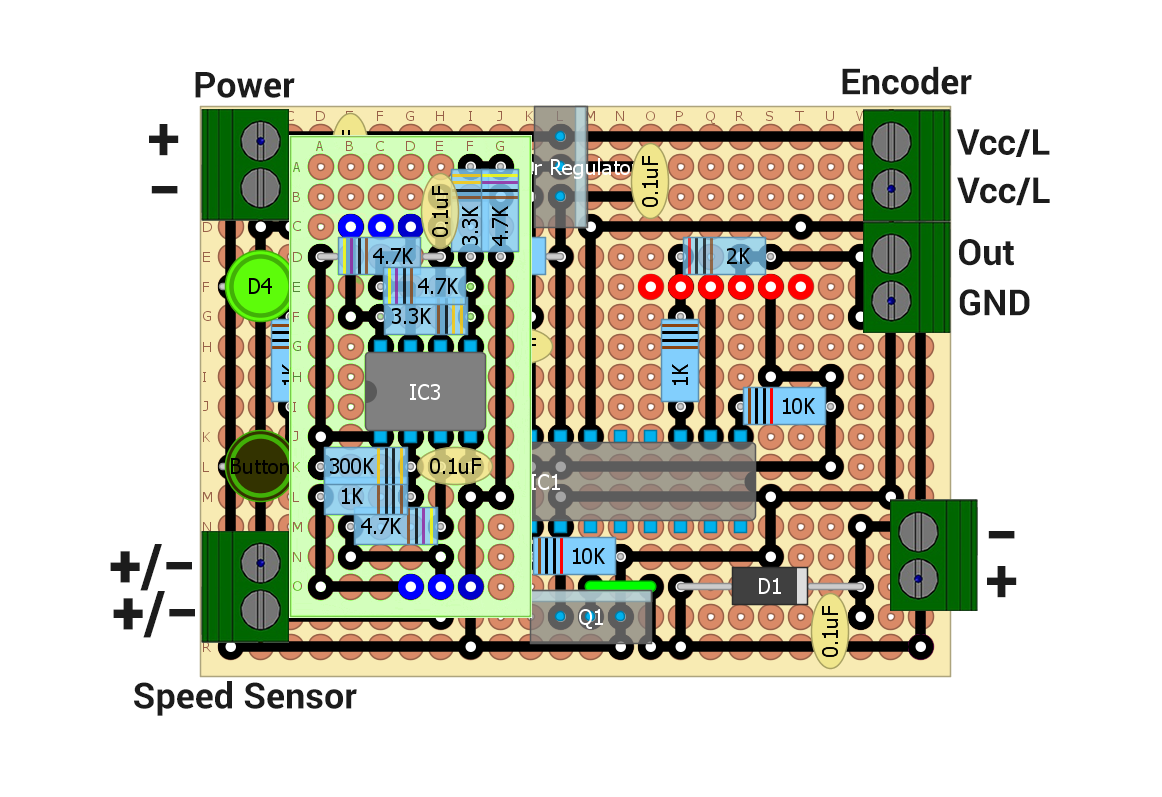 Power
Encoder
+
−
Vcc/L
Vcc/L
Out
GND
C D E F G H I J K L M N O P Q R S T U
A B C D E F G
A
B
C
D
E
F
G
H
I
J
K
L
M
N
O
D
E
F
G
H
I
J
K
L
M
N
R
r Regulato
0.1uF
0.1uF
3.3K
4.7K
4.7K
2K
D4
4.7K
3.3K
1K
1K
IC3
10K
Button
300K
0.1uF
IC1
1K
4.7K
10K
−
+
+/−
+/−
D1
Q1
0.1uF
Speed Sensor